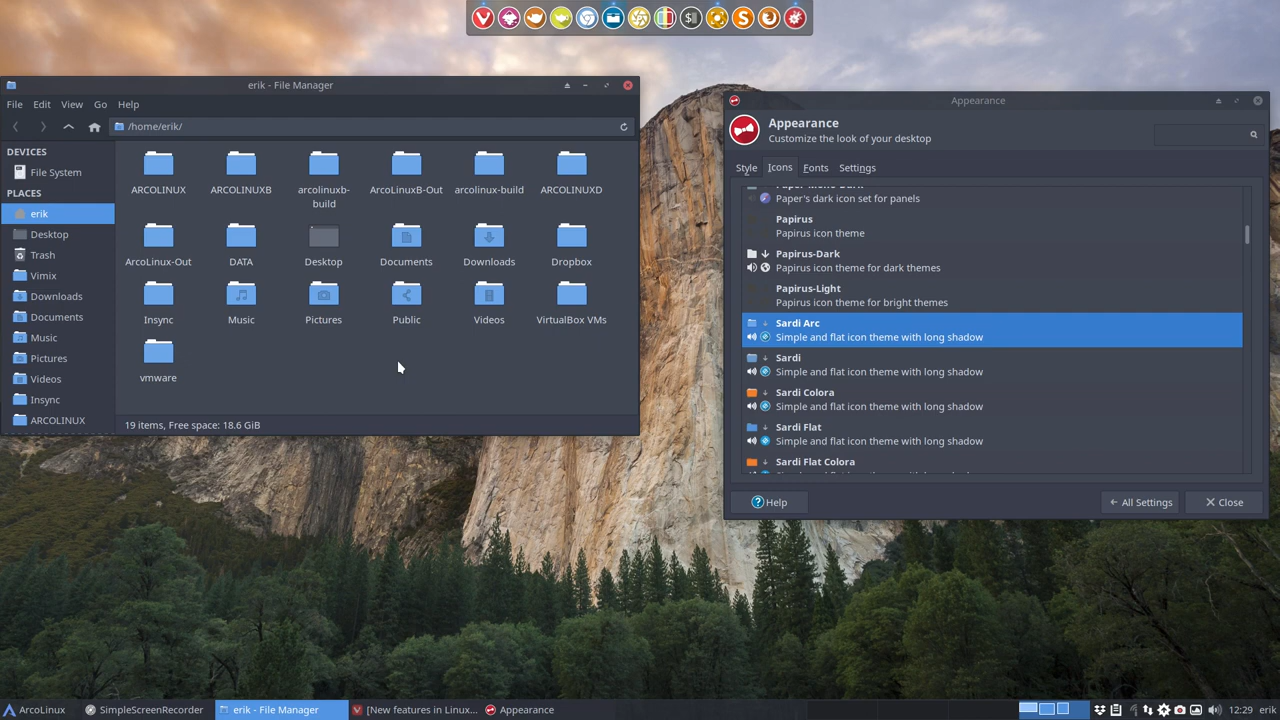 erik - File Manager
File Edit View Go Help
/home/erik/
DEVICES
File System
PLACES
erik
Desktop
Trash
Vimix
Downloads
Documents
Music
Pictures
Videos
Insync
ARCOLINUX
ARCOLINUX ARCOLINUXB arcolinuxb-build ArcoLinuxB-Out arcolinux-build ARCOLINUXD
ArcoLinux-Out DATA Desktop Documents Downloads Dropbox
Insync Music Pictures Public Videos VirtualBox VMs
vmware
19 items, Free space: 18.6 GiB
Appearance
Appearance
Customize the look of your desktop
Style Icons Fonts Settings
Paper-Mono-Dark
Paper's dark icon set for panels
Papirus
Papirus icon theme
Papirus-Dark
Papirus icon theme for dark themes
Papirus-Light
Papirus icon theme for bright themes
Sardi Arc
Simple and flat icon theme with long shadow
Sardi
Simple and flat icon theme with long shadow
Sardi Colora
Simple and flat icon theme with long shadow
Sardi Flat
Simple and flat icon theme with long shadow
Sardi Flat Colora
Help All Settings Close
ArcoLinux SimpleScreenRecorder erik - File Manager [New features in Linux... Appearance 12:29 erik